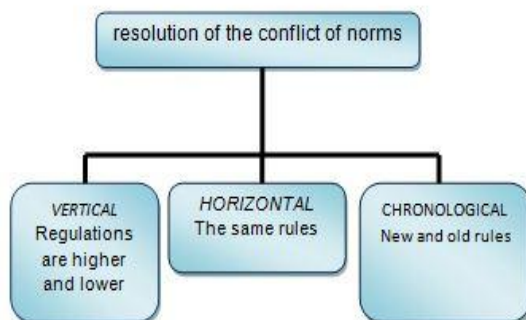 resolution of the conflict of norms
VERTICAL
Regulations
are higher
and lower
HORIZONTAL
The same rules
CHRONOLOGICAL
New and old rules